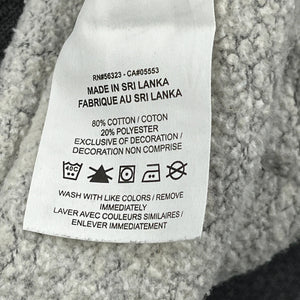 RN#56323 - CA#05553
MADE IN SRI LANKA
FABRIQUE AU SRI LANKA
80% COTTON / COTON
20% POLYESTER
EXCLUSIVE OF DECORATION /
DECORATION NON COMPRISE
WASH WITH LIKE COLORS / REMOVE
IMMEDIATELY
LAVER AVEC COULEURS SIMILAIRES /
ENLEVER IMMEDIATEMENT